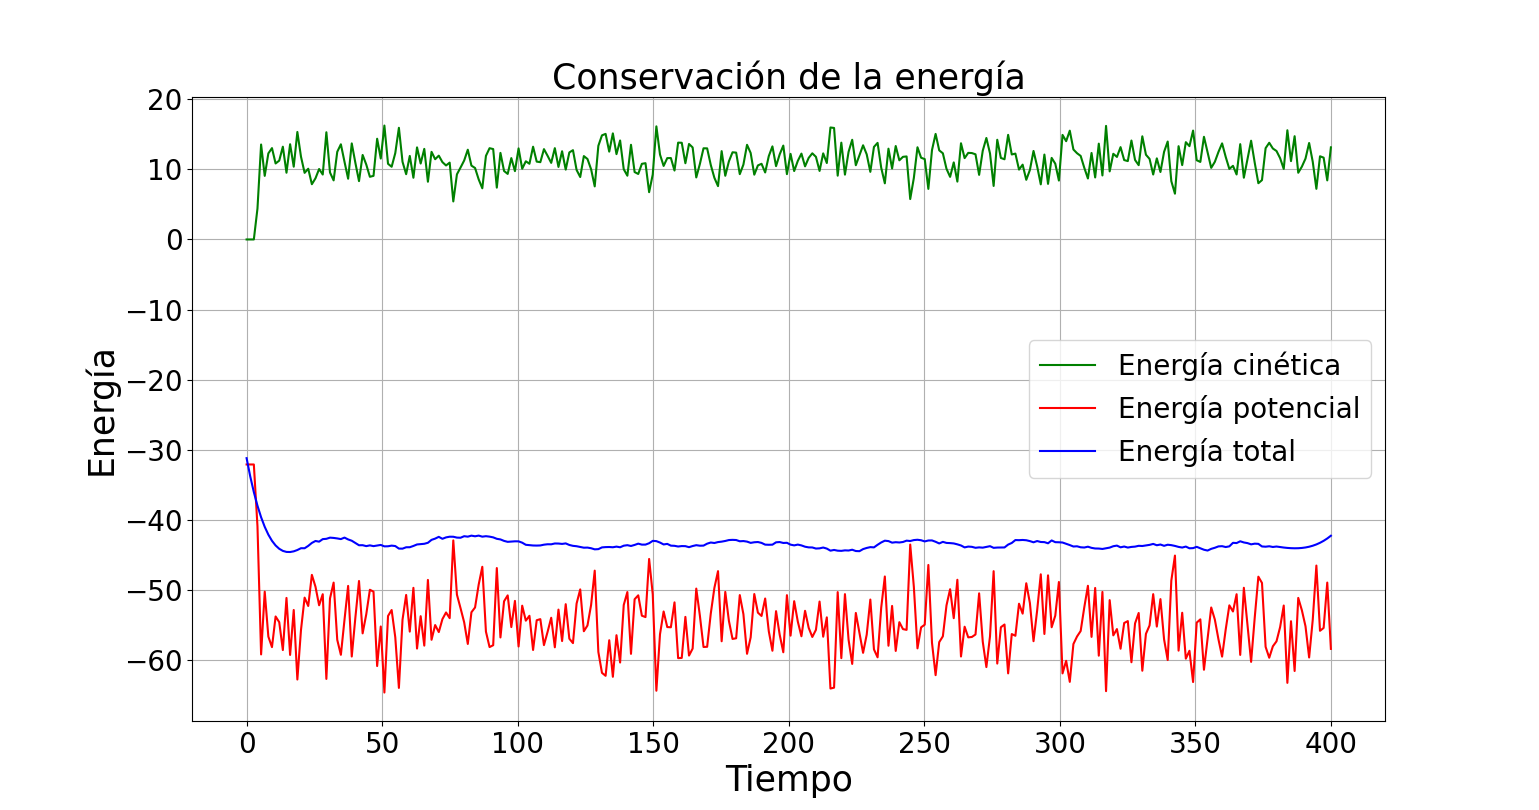 Conservación de la energía
20
10
0
−10
−20
−30
−40
−50
−60
Energía
Energía cinética
Energía potencial
Energía total
0 50 100 150 200 250 300 350 400
Tiempo